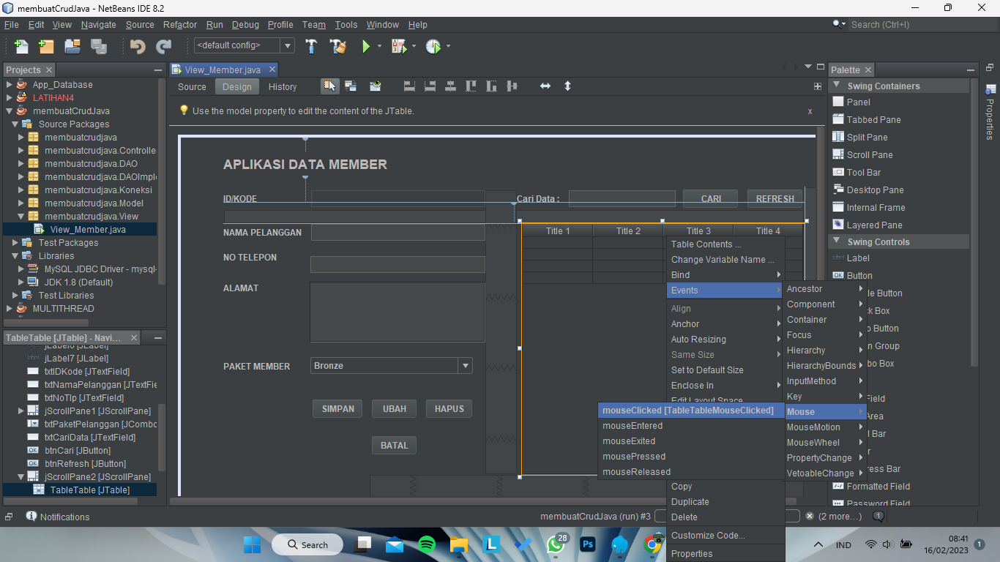 membuatCrudJava - NetBeans IDE 8.2
File Edit View Navigate Source Refactor Run Debug Profile Team Tools Window Help
Search (Ctrl+I)
<default config>
Projects
App_Database
LATIHAN4
membuatCrudJava
Source Packages
membuatcrudjava
membuatcrudjava.Controlle
membuatcrudjava.DAO
membuatcrudjava.DAOImpl
membuatcrudjava.Koneksi
membuatcrudjava.Model
membuatcrudjava.View
View_Member.java
Test Packages
Libraries
MySQL JDBC Driver - mysql-
JDK 1.8 (Default)
Test Libraries
MULTITHREAD
TableTable [JTable] - Navi...
jLabel6 [JLabel]
jLabel7 [JLabel]
txtIDKode [JTextField]
txtNamaPelanggan [JTextFie
txtNoTlp [JTextField]
jScrollPane1 [JScrollPane]
txtPaketPelanggan [JCombo
txtCariData [JTextField]
btnCari [JButton]
btnRefresh [JButton]
jScrollPane2 [JScrollPane]
TableTable [JTable]
View_Member.java
Source Design History
Use the model property to edit the content of the JTable.
x
APLIKASI DATA MEMBER
ID/KODE
Cari Data :
CARI
REFRESH
NAMA PELANGGAN
NO TELEPON
ALAMAT
PAKET MEMBER
Bronze
SIMPAN
UBAH
HAPUS
BATAL
Title 1 Title 2 Title 3 Title 4
Table Contents ...
Change Variable Name ...
Bind
Events
Align
Anchor
Auto Resizing
Same Size
Set to Default Size
Enclose In
Edit Layout Space
Copy
Duplicate
Delete
Customize Code...
Properties
Ancestor
Component
Container
Focus
Hierarchy
HierarchyBounds
InputMethod
Key
Mouse
MouseMotion
MouseWheel
PropertyChange
VetoableChange
mouseClicked [TableTableMouseClicked]
mouseEntered
mouseExited
mousePressed
mouseReleased
Palette
Swing Containers
Panel
Tabbed Pane
Split Pane
Scroll Pane
Tool Bar
Desktop Pane
Internal Frame
Layered Pane
Swing Controls
label Label
OK Button
le Button
ck Box
o Button
n Group
bo Box
Field
Area
l Bar
r
ress Bar
Formatted Field
Password Field
Properties
Notifications
membuatCrudJava (run) #3
(2 more...)
1
Search
28
Ps
IND
08:41
16/02/2023
1